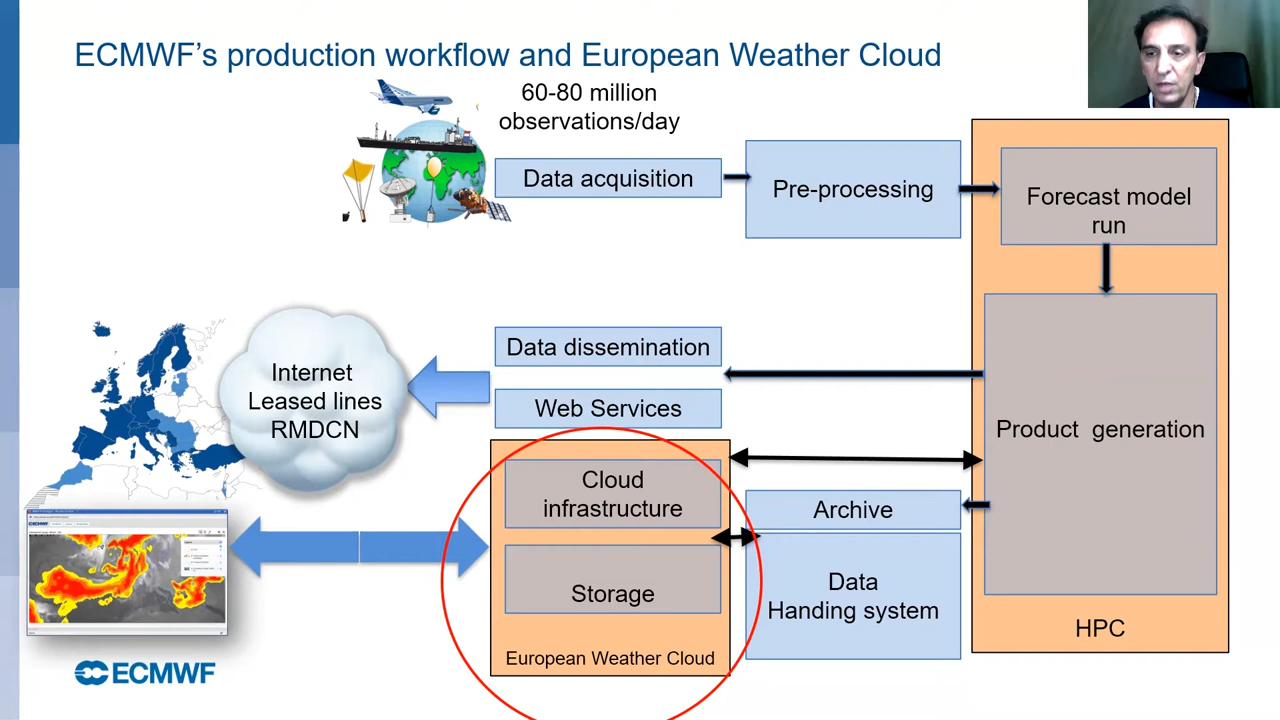 ECMWF's production workflow and European Weather Cloud
60-80 million
observations/day
Data acquisition
Pre-processing
Forecast model
run
Data dissemination
Internet
Leased lines
RMDCN
Web Services
Product generation
Cloud
infrastructure
Archive
Storage
Data
Handing system
HPC
European Weather Cloud
ECMWF
ECMWF